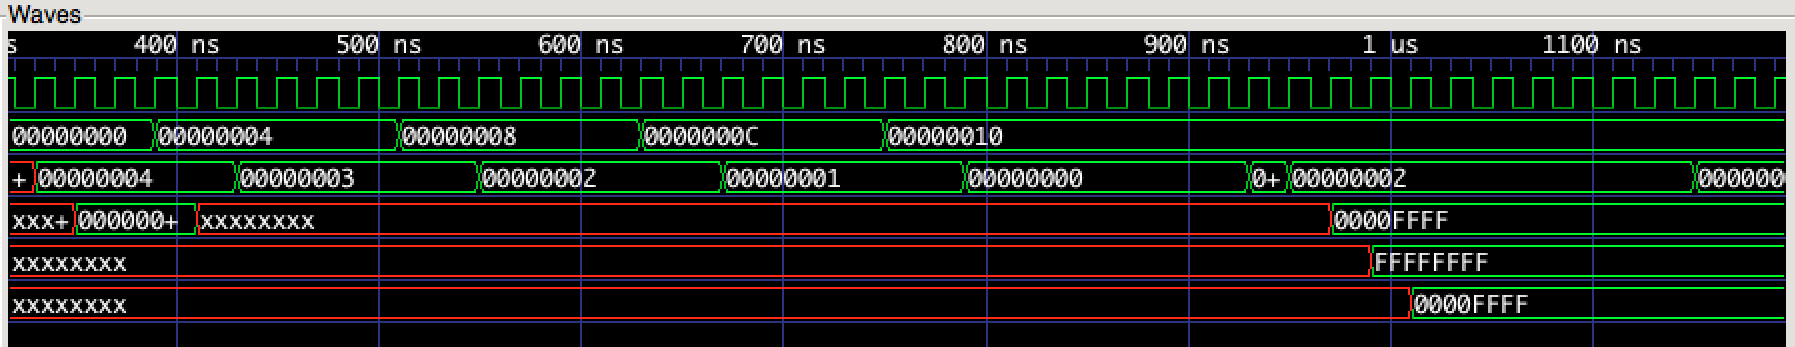 Waves
s 400 ns 500 ns 600 ns 700 ns 800 ns 900 ns 1 us 1100 ns
00000000 00000004 00000008 0000000C 00000010
+ 00000004 00000003 00000002 00000001 00000000 0+ 00000002 000000
xxx+ 000000+ xxxxxxxx 0000FFFF
xxxxxxxx FFFFFFFF
xxxxxxxx 0000FFFF